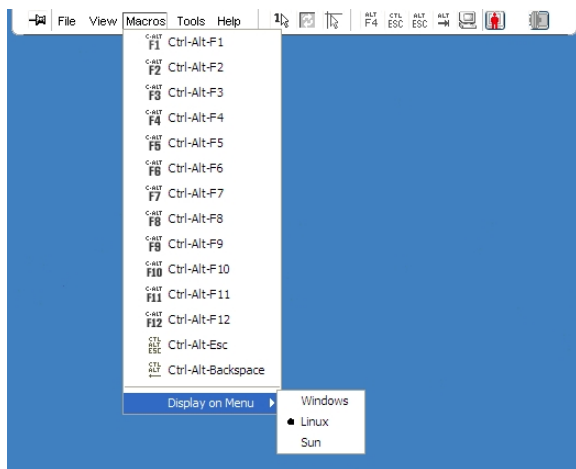 File View Macros Tools Help 1 ALT F4 CTL ESC ALT ESC ALT
C-ALT F1 Ctrl-Alt-F1
C-ALT F2 Ctrl-Alt-F2
C-ALT F3 Ctrl-Alt-F3
C-ALT F4 Ctrl-Alt-F4
C-ALT F5 Ctrl-Alt-F5
C-ALT F6 Ctrl-Alt-F6
C-ALT F7 Ctrl-Alt-F7
C-ALT F8 Ctrl-Alt-F8
C-ALT F9 Ctrl-Alt-F9
C-ALT F10 Ctrl-Alt-F10
C-ALT F11 Ctrl-Alt-F11
C-ALT F12 Ctrl-Alt-F12
CTL ALT ESC Ctrl-Alt-Esc
CTL ALT Ctrl-Alt-Backspace
Display on Menu Windows
Linux
Sun